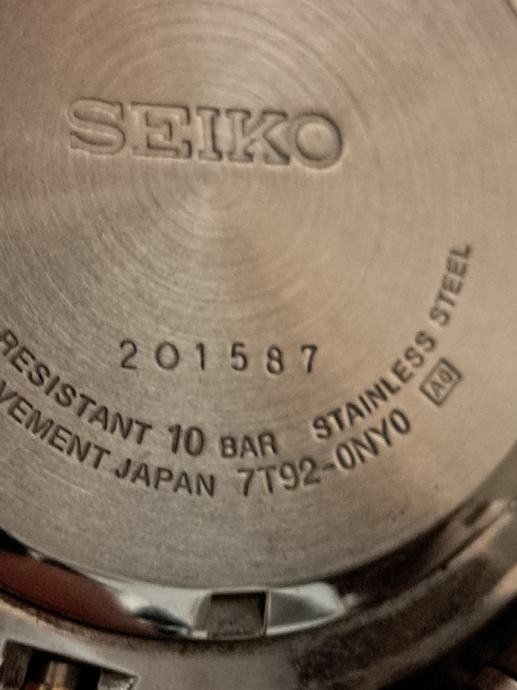 SEIKO
201587
RESISTANT 10 BAR STAINLESS STEEL
VEMENT JAPAN 7T92-0NY0 A0